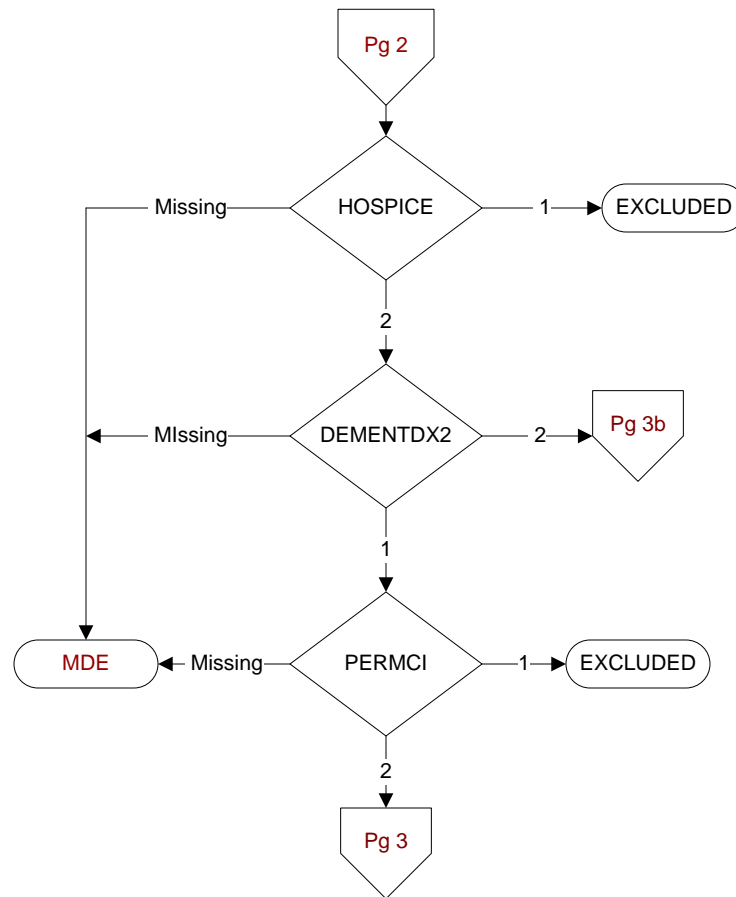 Pg 2
Missing
HOSPICE
1
EXCLUDED
2
MIssing
DEMENTDX2
2
Pg 3b
1
MDE
Missing
PERMCI
1
EXCLUDED
2
Pg 3